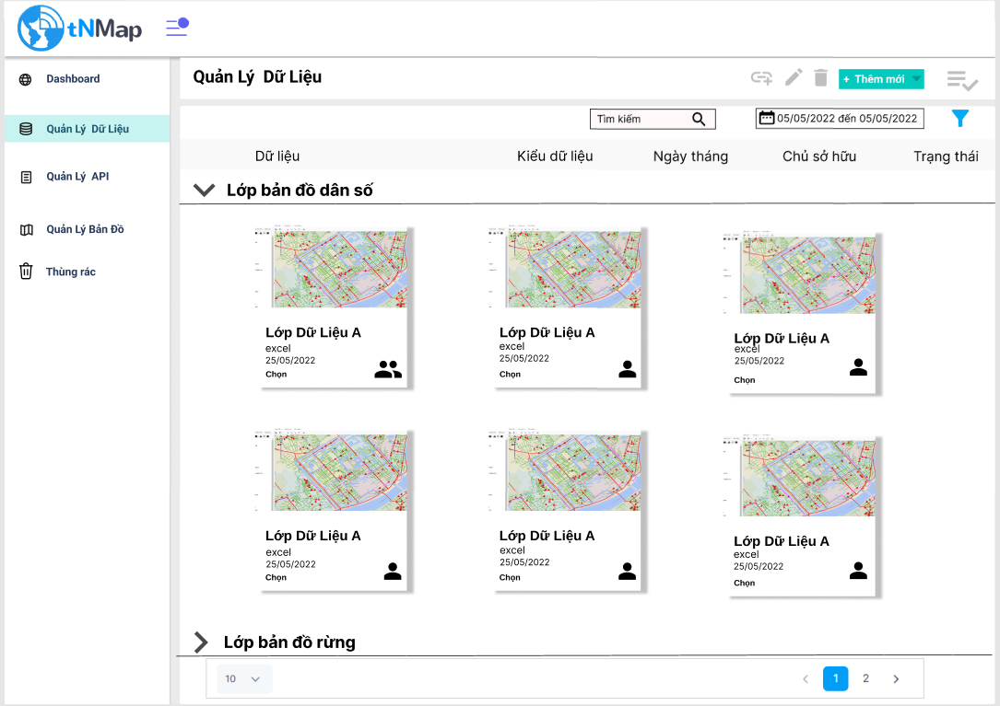 tNMap
Dashboard
Quản Lý Dữ Liệu
Quản Lý API
Quản Lý Bản Đồ
Thùng rác
Quản Lý Dữ Liệu
+ Thêm mới
Tìm kiếm
05/05/2022 đến 05/05/2022
Dữ liệu Kiểu dữ liệu Ngày tháng Chủ sở hữu Trạng thái
Lớp bản đồ dân số
Lớp Dữ Liệu A
excel
25/05/2022
Chọn
Lớp Dữ Liệu A
excel
25/05/2022
Chọn
Lớp Dữ Liệu A
excel
25/05/2022
Chọn
Lớp Dữ Liệu A
excel
25/05/2022
Chọn
Lớp Dữ Liệu A
excel
25/05/2022
Chọn
Lớp Dữ Liệu A
excel
25/05/2022
Chọn
Lớp bản đồ rừng
10
1 2